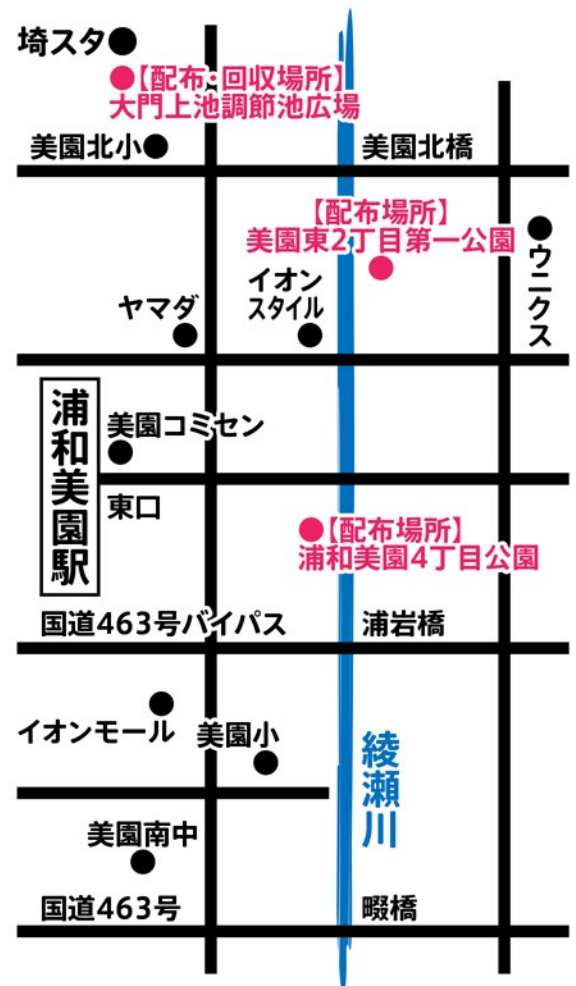 埼スタ
【配布・回収場所】
大門上池調節池広場
美園北小
美園北橋
【配布場所】
美園東2丁目第一公園
ウニクス
イオン
スタイル
ヤマダ
浦和美園駅
美園コミセン
東口
【配布場所】
浦和美園4丁目公園
国道463号バイパス
浦岩橋
イオンモール
美園小
綾瀬川
美園南中
国道463号
畷橋